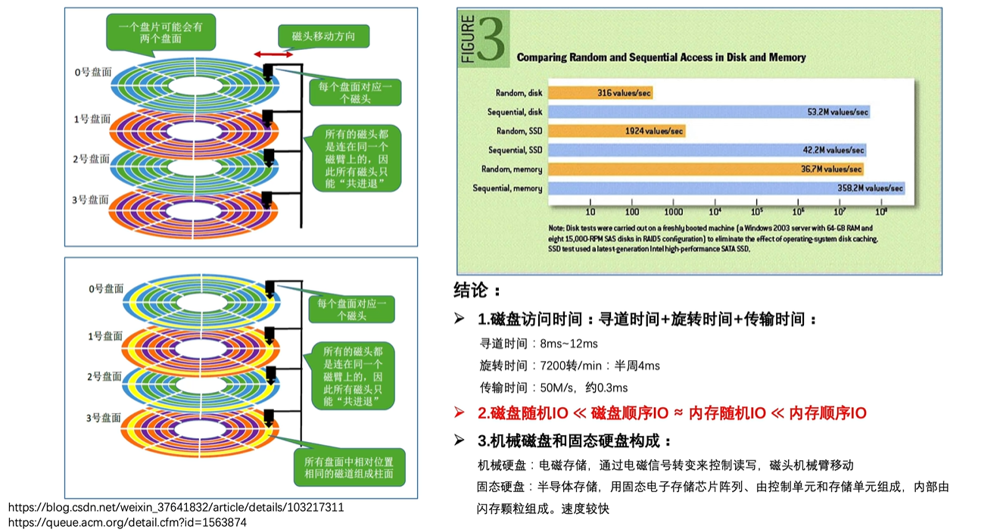 一个盘片可能会有
两个盘面
磁头移动方向
0号盘面
每个盘面对应一
个磁头
1号盘面
所有的磁头都
是连在同一个
磁臂上的，因
此所有磁头只
能“共进退”
2号盘面
3号盘面
0号盘面
每个盘面对应一
个磁头
1号盘面
所有的磁头都
是连在同一个
磁臂上的，因
此所有磁头只
能“共进退”
2号盘面
3号盘面
所有盘面中相对位置
相同的磁道组成柱面
https://blog.csdn.net/weixin_37641832/article/details/103217311
https://queue.acm.org/detail.cfm?id=1563874
FIGURE 3
Comparing Random and Sequential Access in Disk and Memory
Random, disk 316 values/sec
Sequential, disk 53.2M values/sec
Random, SSD 1924 values/sec
Sequential, SSD 42.2M values/sec
Random, memory 36.7M values/sec
Sequential, memory 358.2M values/sec
10 100 1000 10⁴ 10⁵ 10⁶ 10⁷ 10⁸
Note: Disk tests were carried out on a freshly booted machine (a Windows 2003 server with 64-GB RAM and
eight 15,000-RPM SAS disks in RAID5 configuration) to eliminate the effect of operating-system disk caching.
SSD test used a latest-generation Intel high-performance SATA SSD.
结论：
➢ 1.磁盘访问时间：寻道时间+旋转时间+传输时间：
寻道时间：8ms~12ms
旋转时间：7200转/min：半周4ms
传输时间：50M/s，约0.3ms
➢ 2.磁盘随机IO ≪ 磁盘顺序IO ≈ 内存随机IO ≪ 内存顺序IO
➢ 3.机械磁盘和固态硬盘构成：
机械硬盘：电磁存储，通过电磁信号转变来控制读写，磁头机械臂移动
固态硬盘：半导体存储，用固态电子存储芯片阵列、由控制单元和存储单元组成，内部由
闪存颗粒组成。速度较快